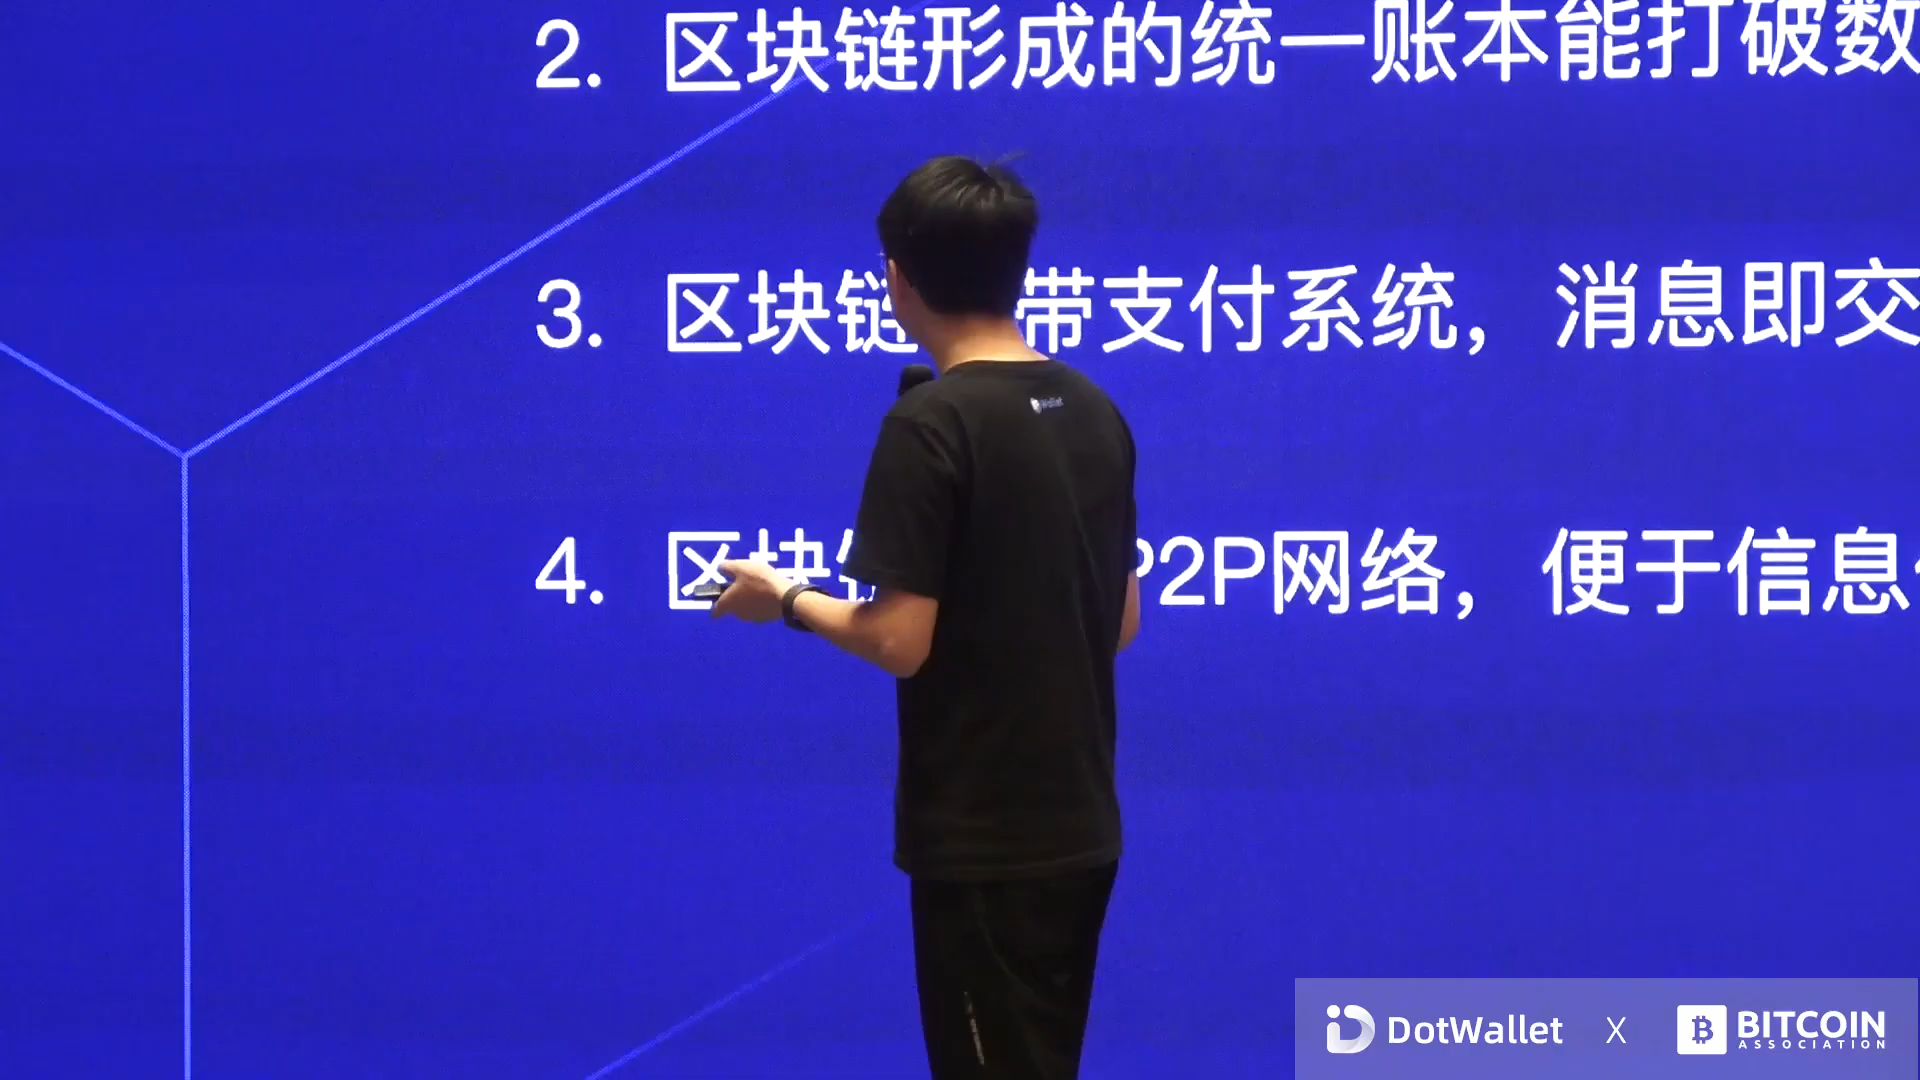 2. 区块链形成的统一账本能打破数
3. 区块链 带支付系统，消息即交
4. 区块 P2P网络，便于信息
Wallet
DotWallet X BITCOIN ASSOCIATION